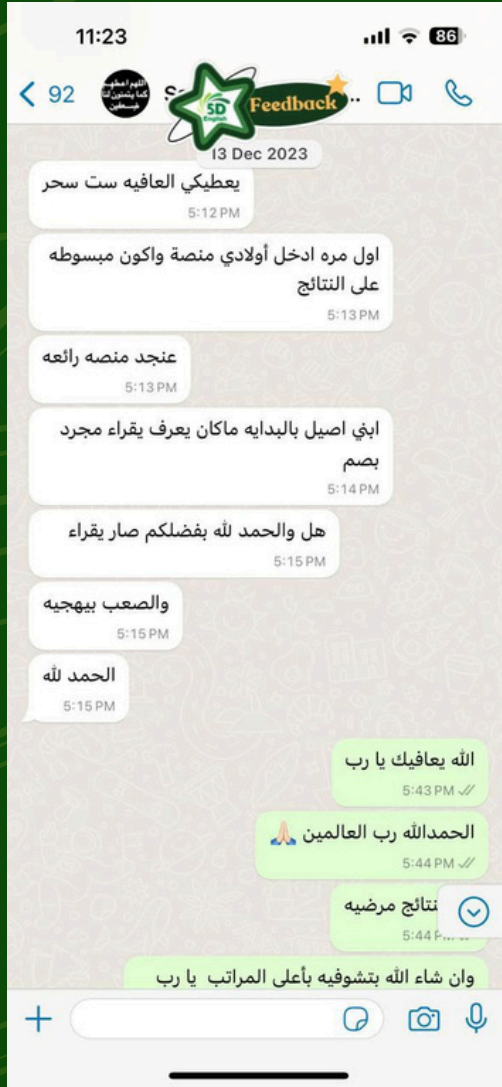 11:23
86
92
5D
English
Feedback
13 Dec 2023
يعطيكي العافيه ست سحر
5:12 PM
اول مره ادخل أولادي منصة واكون مبسوطه
على النتائج
5:13 PM
عنجد منصه رائعه
5:13 PM
ابني اصيل بالبدايه ماكان يعرف يقراء مجرد
بصم
5:14 PM
هل والحمد لله بفضلكم صار يقراء
5:15 PM
والصعب بيهجيه
5:15 PM
الحمد لله
5:15 PM
الله يعافيك يا رب
5:43 PM
الحمدالله رب العالمين 🙏🏻
5:44 PM
نتائج مرضيه
5:44
وان شاء الله بتشوفيه بأعلى المراتب يا رب